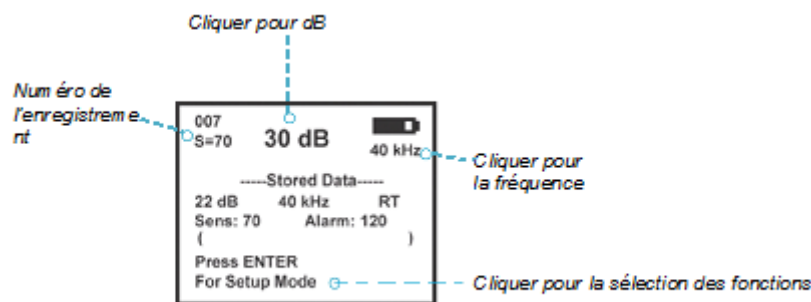 Cliquer pour dB
Numéro de
l'enregistreme
nt
007
S=70 30 dB
40 kHz
Cliquer pour
la fréquence
-----Stored Data-----
22 dB 40 kHz RT
Sens: 70 Alarm: 120
( )
Press ENTER
For Setup Mode
Cliquer pour la sélection des fonctions